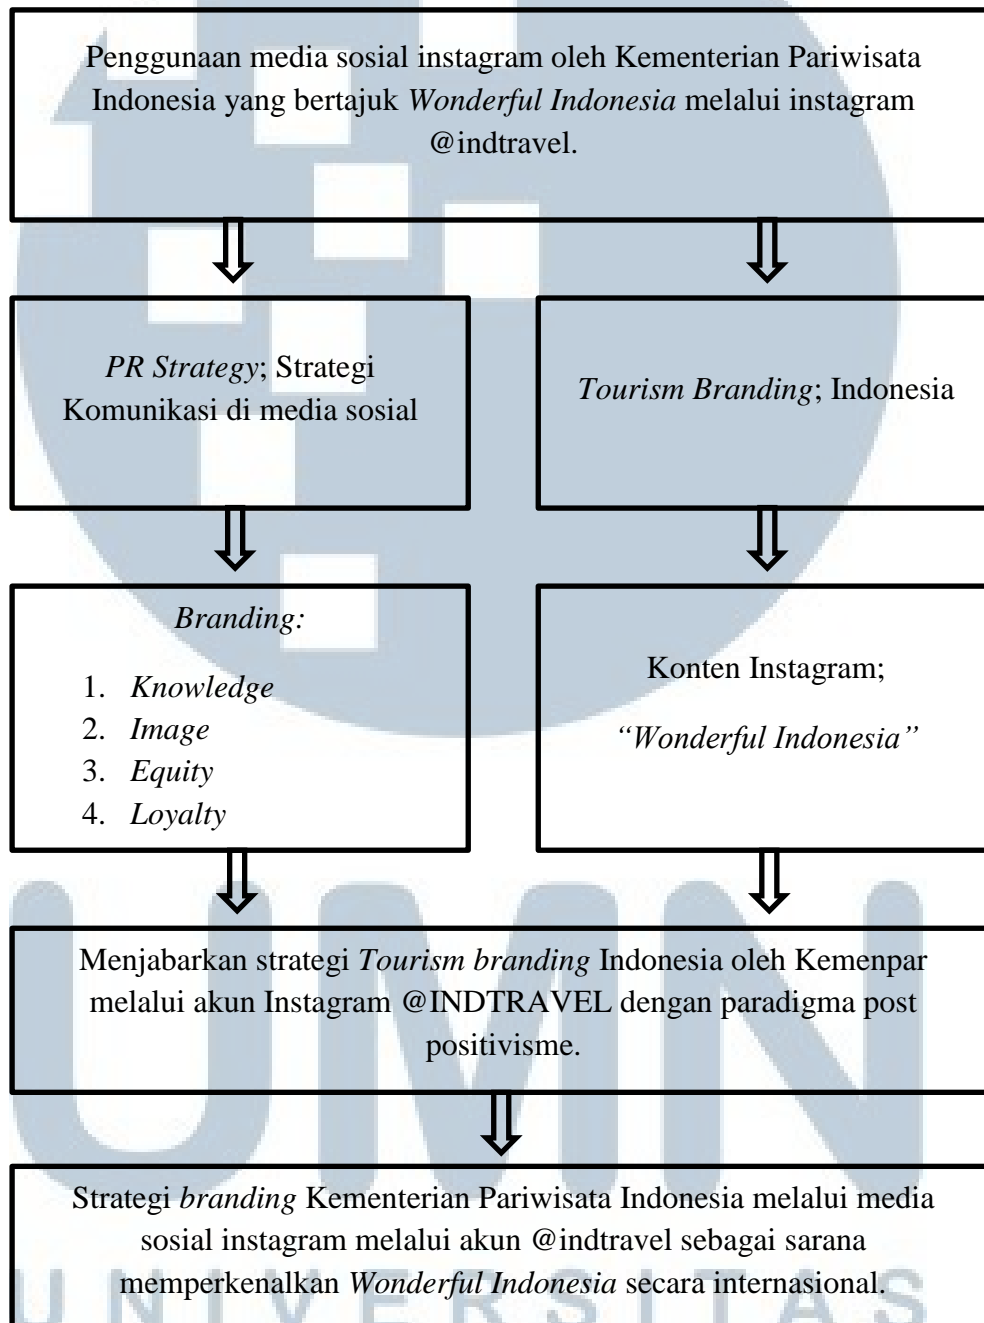 Penggunaan media sosial instagram oleh Kementerian Pariwisata
Indonesia yang bertajuk Wonderful Indonesia melalui instagram
@indtravel.
PR Strategy; Strategi
Komunikasi di media sosial
Tourism Branding; Indonesia
Branding:
1. Knowledge
2. Image
3. Equity
4. Loyalty
Konten Instagram;
“Wonderful Indonesia”
Menjabarkan strategi Tourism branding Indonesia oleh Kemenpar
melalui akun Instagram @INDTRAVEL dengan paradigma post
positivisme.
Strategi branding Kementerian Pariwisata Indonesia melalui media
sosial instagram melalui akun @indtravel sebagai sarana
memperkenalkan Wonderful Indonesia secara internasional.
UMN
UNIVERSITAS